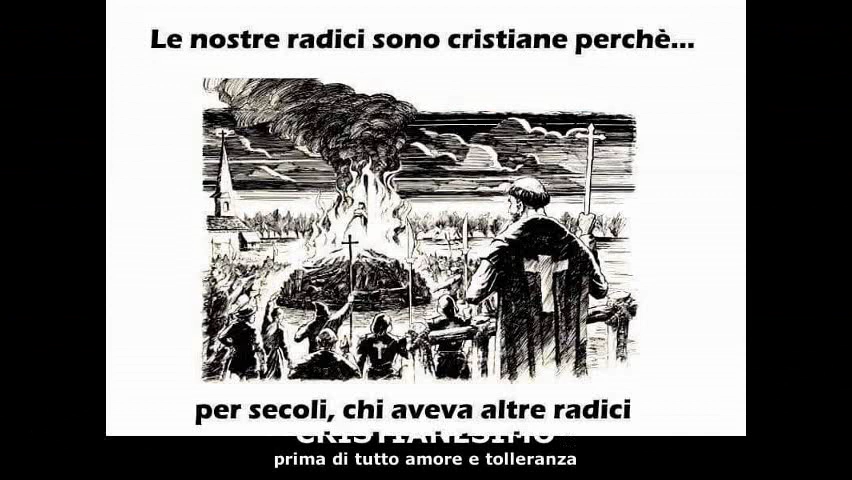 Le nostre radici sono cristiane perchè...
per secoli, chi aveva altre radici
CRISTIANESIMO
prima di tutto amore e tolleranza